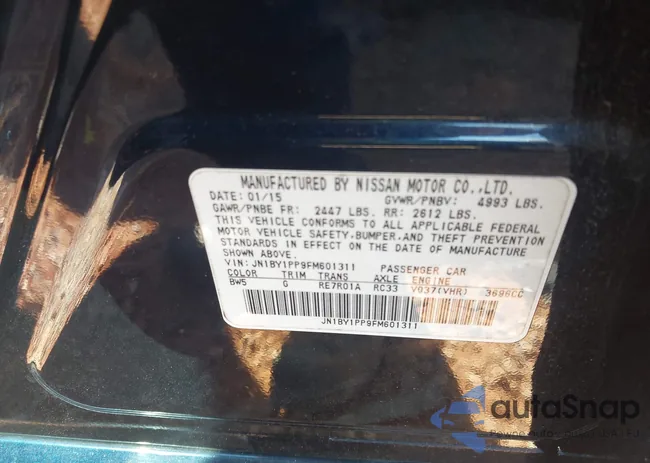 MANUFACTURED BY NISSAN MOTOR CO.,LTD.
DATE: 01/15 GVWR/PNBV: 4993 LBS.
GAWR/PNBE FR: 2447 LBS. RR: 2612 LBS.
THIS VEHICLE CONFORMS TO ALL APPLICABLE FEDERAL
MOTOR VEHICLE SAFETY,BUMPER,AND THEFT PREVENTION
STANDARDS IN EFFECT ON THE DATE OF MANUFACTURE
SHOWN ABOVE.
VIN: JN1BY1PP9FM601311 PASSENGER CAR
COLOR TRIM TRANS AXLE ENGINE
BW5 G RE7R01A RC33 VQ37(VHR) 3696CC
JN1BY1PP9FM601311
autoSnap